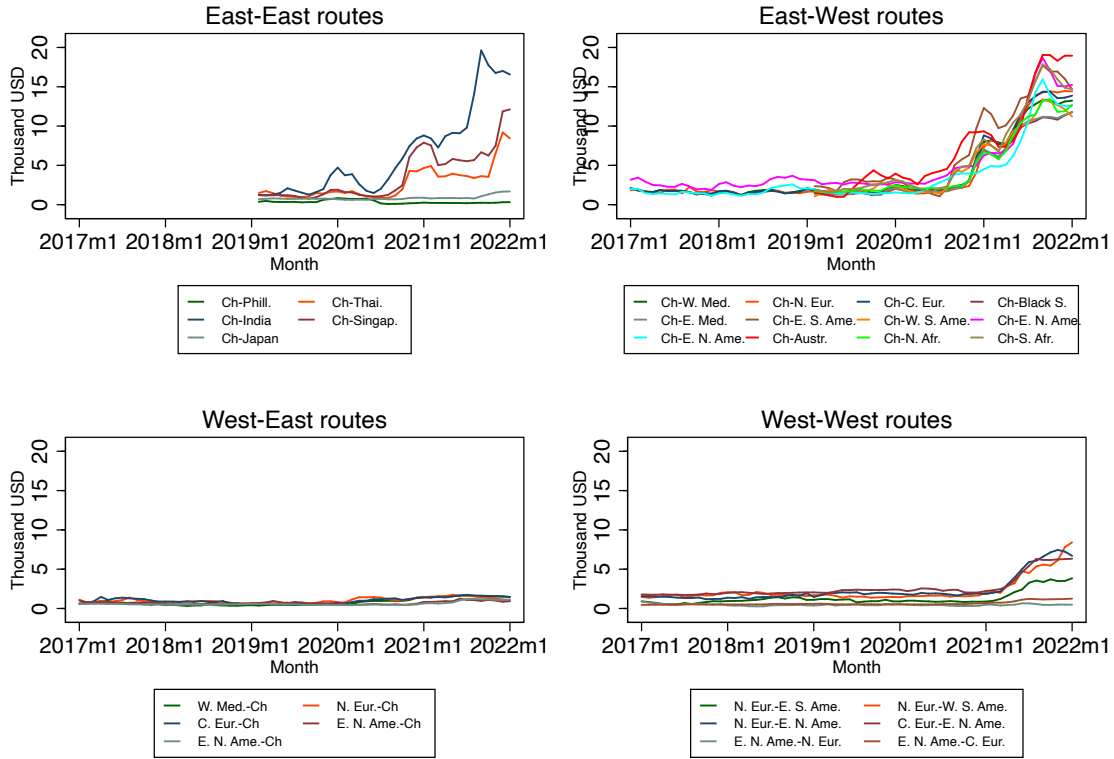 East-East routes
Thousand USD
20
15
10
5
0
2017m1 2018m1 2019m1 2020m1 2021m1 2022m1
Month
Ch-Phill. Ch-Thai.
Ch-India Ch-Singap.
Ch-Japan
East-West routes
Thousand USD
20
15
10
5
0
2017m1 2018m1 2019m1 2020m1 2021m1 2022m1
Month
Ch-W. Med. Ch-N. Eur. Ch-C. Eur. Ch-Black S.
Ch-E. Med. Ch-E. S. Ame. Ch-W. S. Ame. Ch-E. N. Ame.
Ch-E. N. Ame. Ch-Austr. Ch-N. Afr. Ch-S. Afr.
West-East routes
Thousand USD
20
15
10
5
0
2017m1 2018m1 2019m1 2020m1 2021m1 2022m1
Month
W. Med.-Ch N. Eur.-Ch
C. Eur.-Ch E. N. Ame.-Ch
E. N. Ame.-Ch
West-West routes
Thousand USD
20
15
10
5
0
2017m1 2018m1 2019m1 2020m1 2021m1 2022m1
Month
N. Eur.-E. S. Ame. N. Eur.-W. S. Ame.
N. Eur.-E. N. Ame. C. Eur.-E. N. Ame.
E. N. Ame.-N. Eur. E. N. Ame.-C. Eur.